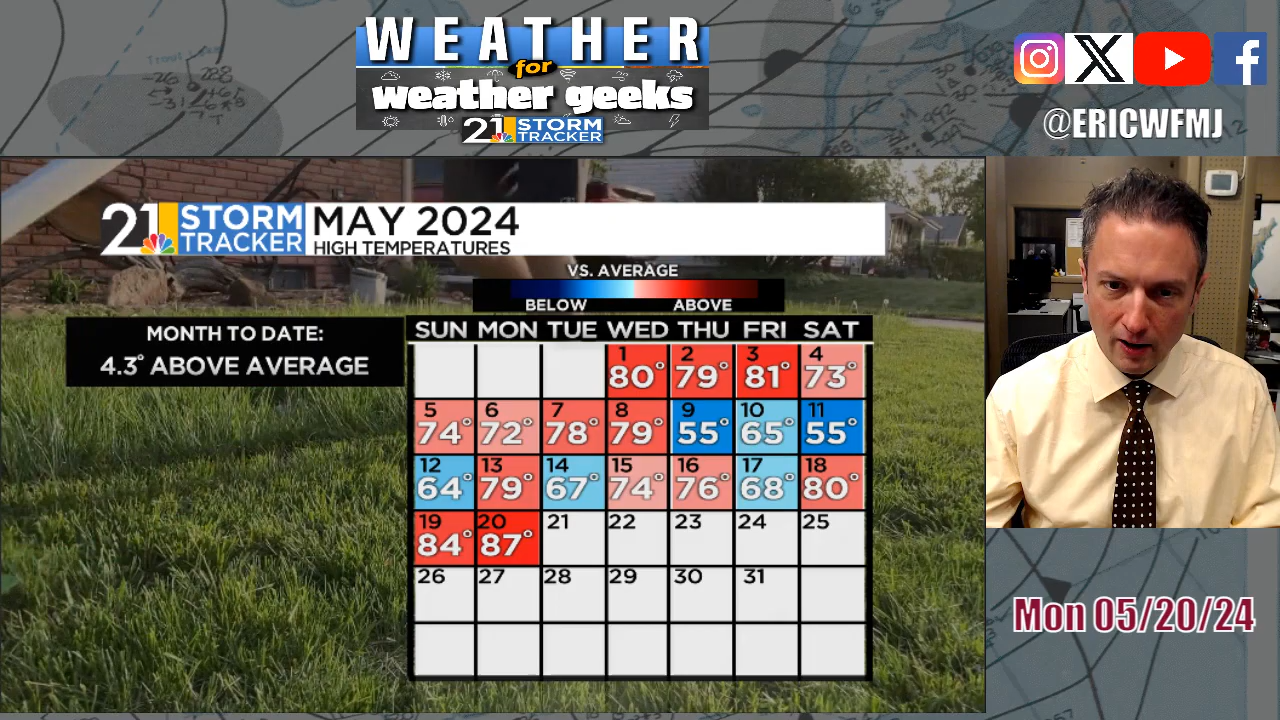 WEATHER
for
weather geeks
21 STORM
TRACKER
@ERICWFMJ
21 STORM
TRACKER
MAY 2024
HIGH TEMPERATURES
VS. AVERAGE
BELOW ABOVE
MONTH TO DATE:
4.3° ABOVE AVERAGE
SUN MON TUE WED THU FRI SAT
1 2 3 4
80° 79° 81° 73°
5 6 7 8 9 10 11
74° 72° 78° 79° 55° 65° 55°
12 13 14 15 16 17 18
64° 79° 67° 74° 76° 68° 80°
19 20 21 22 23 24 25
84° 87°
26 27 28 29 30 31
Mon 05/20/24